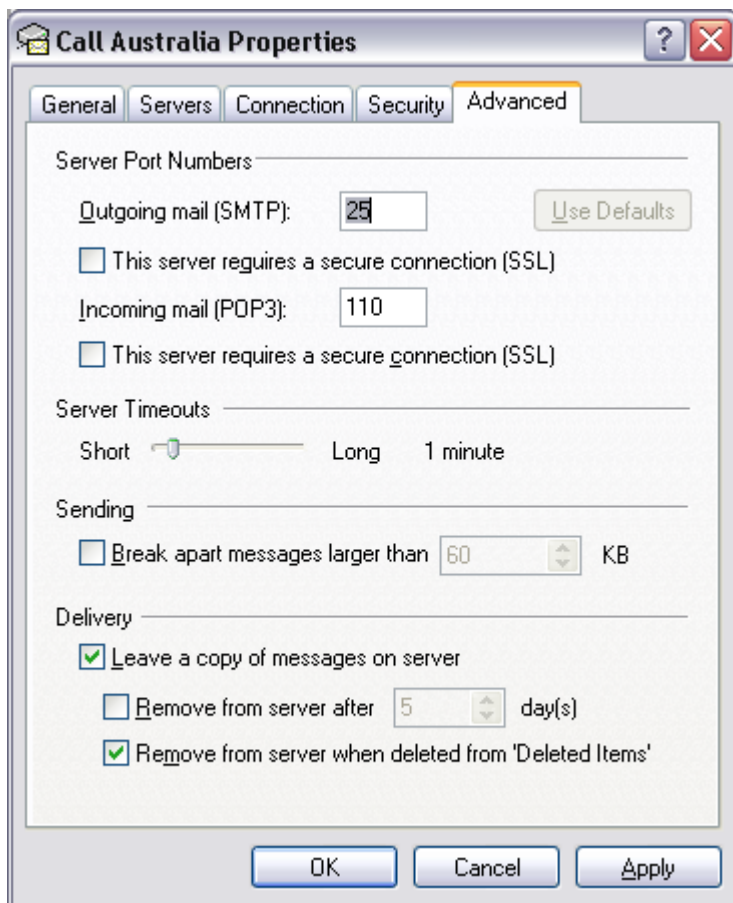 Call Australia Properties
General Servers Connection Security Advanced
Server Port Numbers
Outgoing mail (SMTP): 25 Use Defaults
This server requires a secure connection (SSL)
Incoming mail (POP3): 110
This server requires a secure connection (SSL)
Server Timeouts
Short Long 1 minute
Sending
Break apart messages larger than 60 KB
Delivery
Leave a copy of messages on server
Remove from server after 5 day(s)
Remove from server when deleted from 'Deleted Items'
OK Cancel Apply